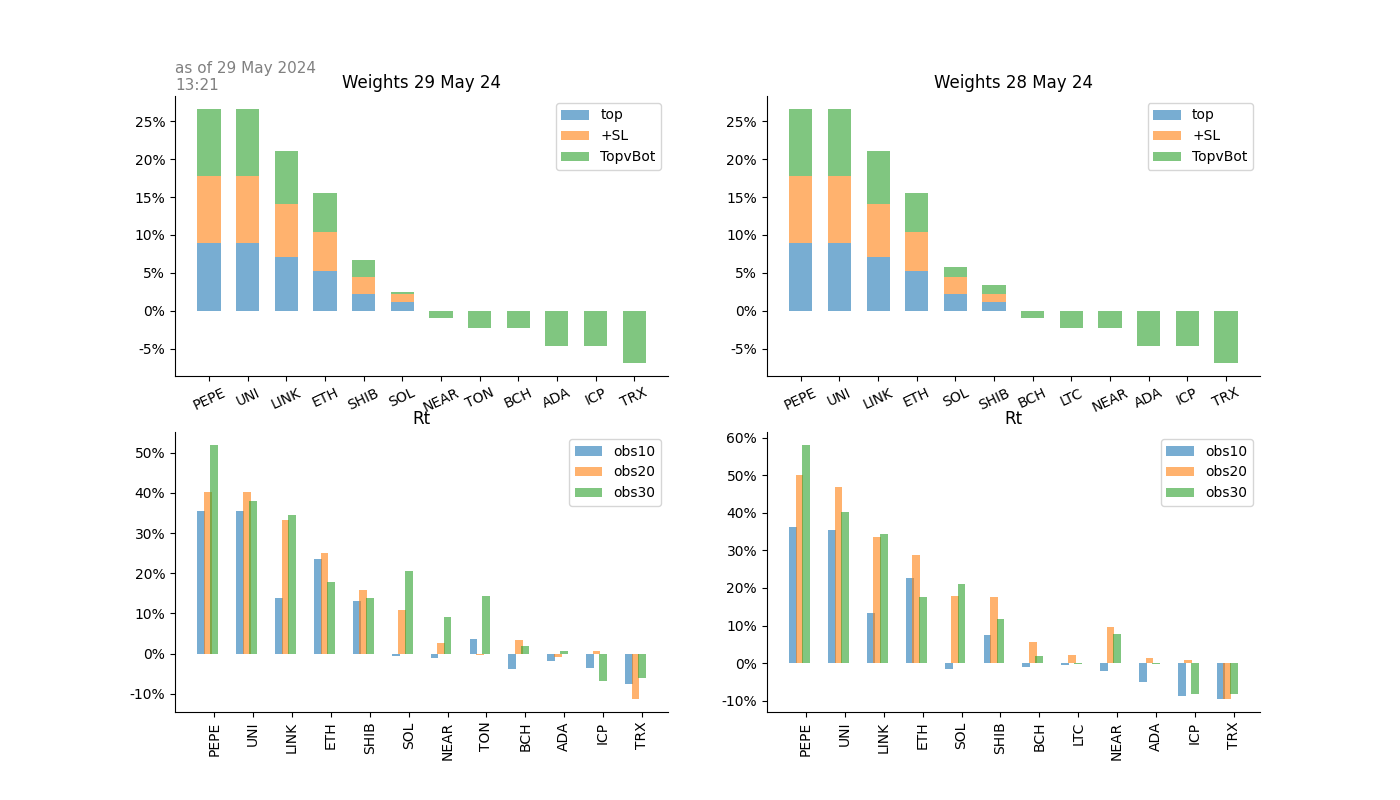 as of 29 May 2024
13:21
Weights 29 May 24
25%
20%
15%
10%
5%
0%
-5%
top
+SL
TopvBot
PEPE UNI LINK ETH SHIB SOL NEAR TON BCH ADA ICP TRX
Weights 28 May 24
25%
20%
15%
10%
5%
0%
-5%
top
+SL
TopvBot
PEPE UNI LINK ETH SOL SHIB BCH LTC NEAR ADA ICP TRX
Rt
50%
40%
30%
20%
10%
0%
-10%
obs10
obs20
obs30
PEPE UNI LINK ETH SHIB SOL NEAR TON BCH ADA ICP TRX
Rt
60%
50%
40%
30%
20%
10%
0%
-10%
obs10
obs20
obs30
PEPE UNI LINK ETH SOL SHIB BCH LTC NEAR ADA ICP TRX